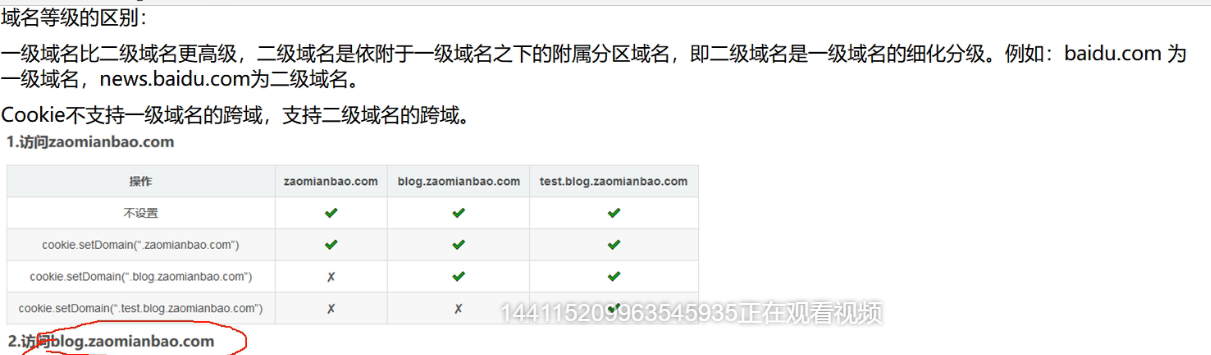 域名等级的区别：
一级域名比二级域名更高级，二级域名是依附于一级域名之下的附属分区域名，即二级域名是一级域名的细化分级。例如：baidu.com 为
一级域名，news.baidu.com为二级域名。
Cookie不支持一级域名的跨域，支持二级域名的跨域。
1.访问zaomianbao.com
操作 zaomianbao.com blog.zaomianbao.com test.blog.zaomianbao.com
不设置 ✔ ✔ ✔
cookie.setDomain(".zaomianbao.com") ✔ ✔ ✔
cookie.setDomain(".blog.zaomianbao.com") ✗ ✔ ✔
cookie.setDomain(".test.blog.zaomianbao.com") ✗ ✗ ✔
144115209963545935正在观看视频
2.访问blog.zaomianbao.com